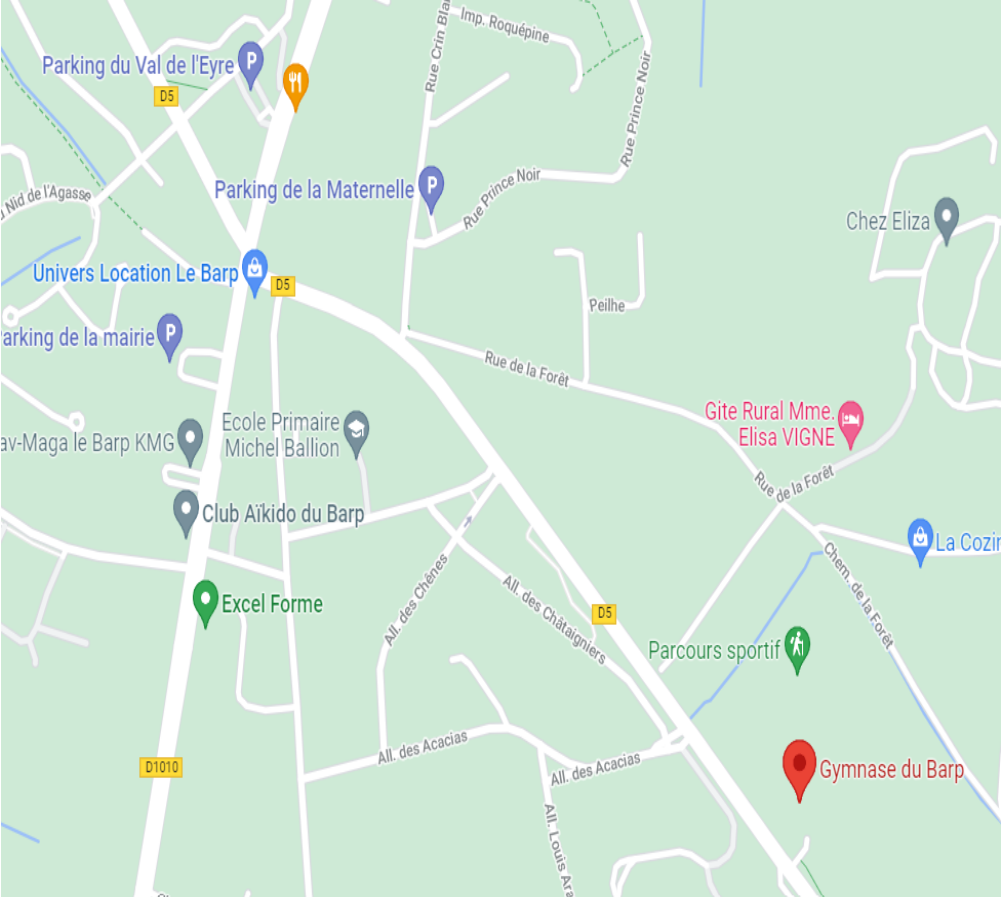 Imp. Roquépine
Rue Crin Bla
Parking du Val de l'Eyre
P
D5
Rue Prince Noir
Parking de la Maternelle
P
Rue Prince Noir
Nid de l'Agasse
Chez Eliza
Univers Location Le Barp
D5
Peilhe
arking de la mairie
P
Rue de la Forêt
Ecole Primaire
Michel Ballion
av-Maga le Barp KMG
Gite Rural Mme.
Elisa VIGNE
Rue de la Forêt
Club Aïkido du Barp
La Cozin
All. des Chênes
Chem. de la Forêt
Excel Forme
All. des Châtaigniers
D5
Parcours sportif
All. des Acacias
All. des Acacias
D1010
Gymnase du Barp
All. Louis Ara